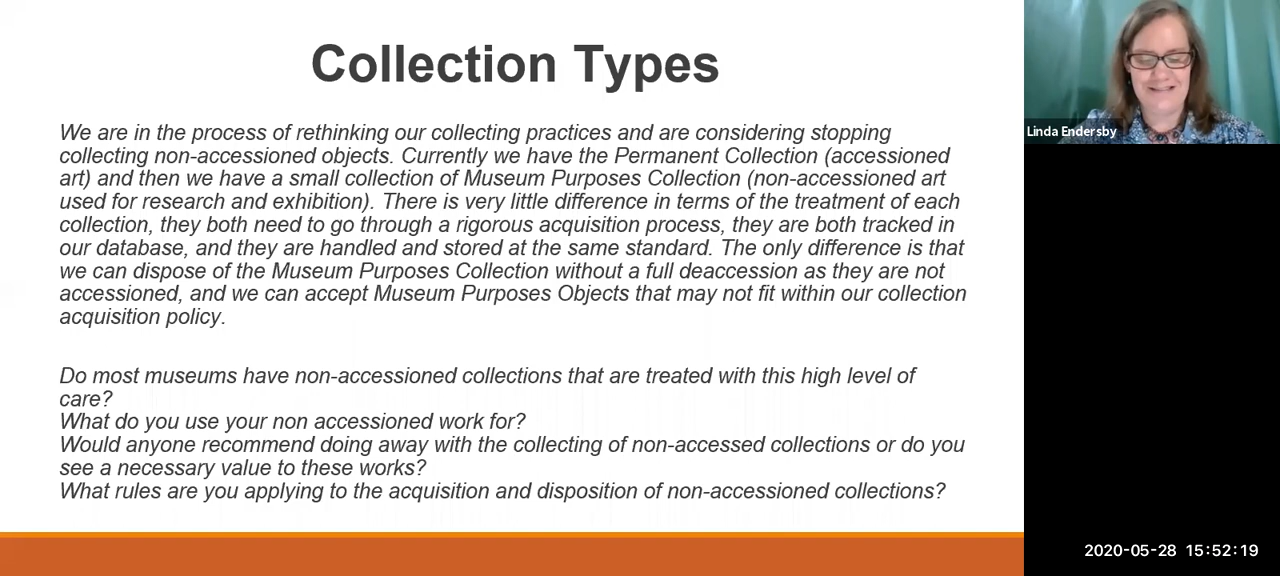 Collection Types
We are in the process of rethinking our collecting practices and are considering stopping
collecting non-accessioned objects. Currently we have the Permanent Collection (accessioned
art) and then we have a small collection of Museum Purposes Collection (non-accessioned art
used for research and exhibition). There is very little difference in terms of the treatment of each
collection, they both need to go through a rigorous acquisition process, they are both tracked in
our database, and they are handled and stored at the same standard. The only difference is that
we can dispose of the Museum Purposes Collection without a full deaccession as they are not
accessioned, and we can accept Museum Purposes Objects that may not fit within our collection
acquisition policy.
Do most museums have non-accessioned collections that are treated with this high level of
care?
What do you use your non accessioned work for?
Would anyone recommend doing away with the collecting of non-accessed collections or do you
see a necessary value to these works?
What rules are you applying to the acquisition and disposition of non-accessioned collections?
Linda Endersby
2020-05-28 15:52:19